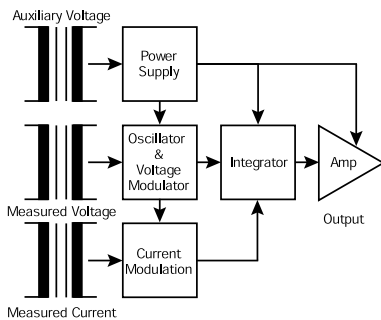 Auxiliary Voltage
Power
Supply
Oscillator
&
Voltage
Modulator
Integrator
Amp
Measured Voltage
Output
Current
Modulation
Measured Current